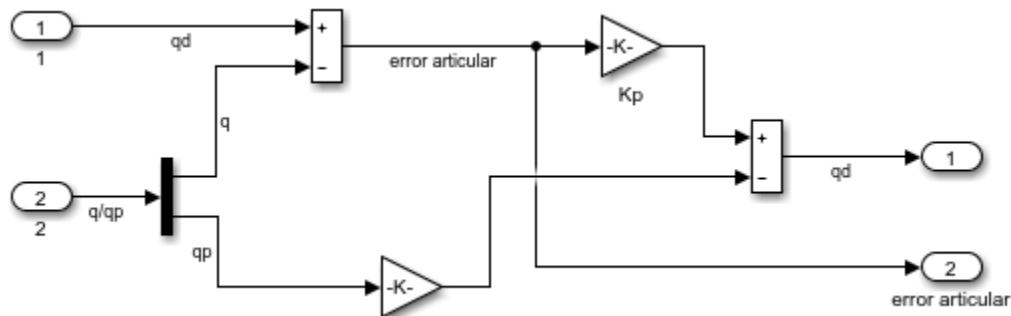 1
1
qd
+
−
error articular
-K-
Kp
q
2
2
q/qp
qp
-K-
+
−
qd
1
2
error articular